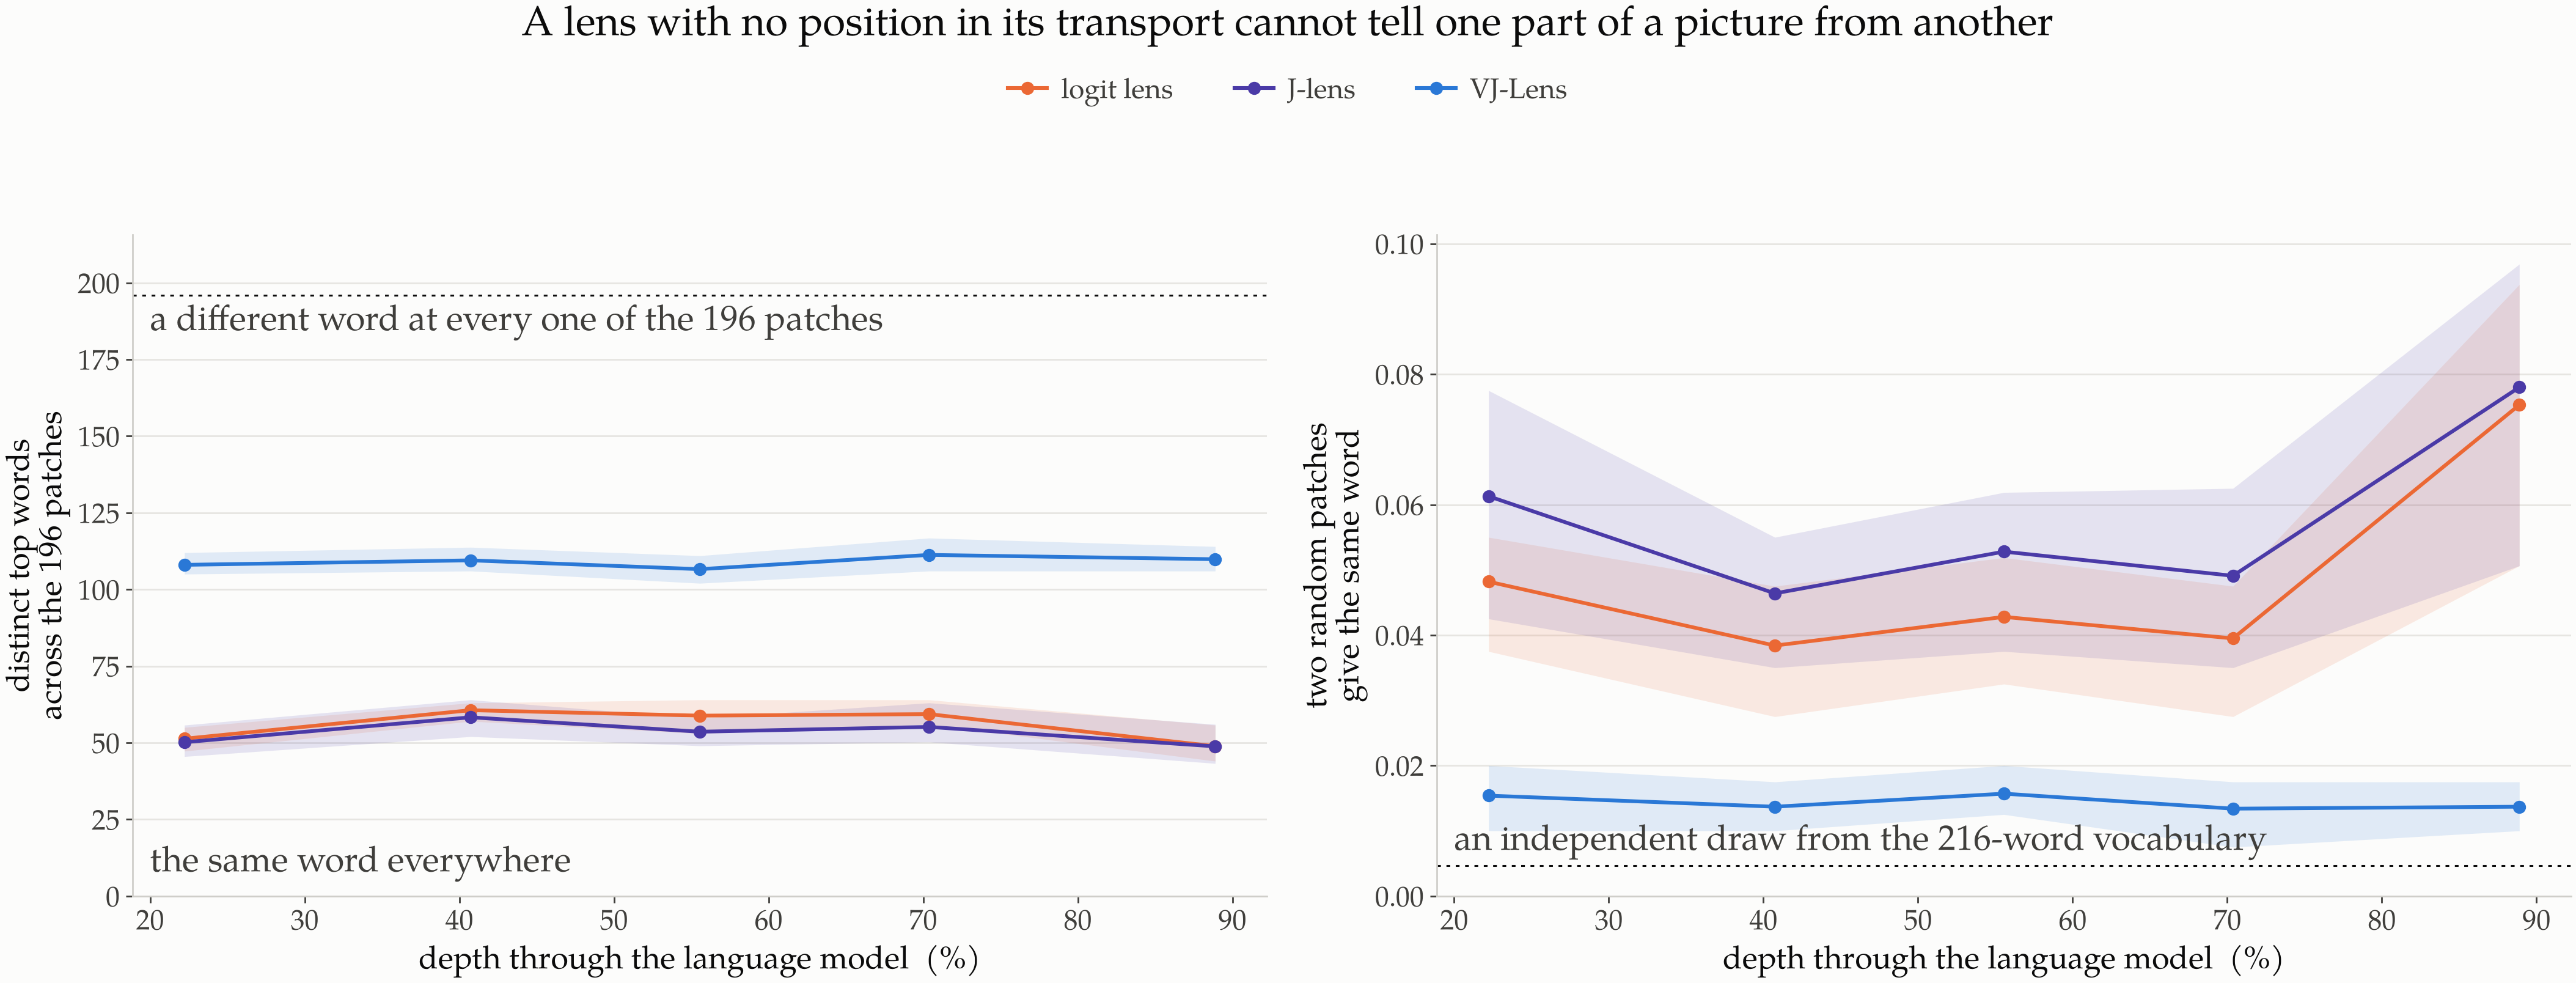 A lens with no position in its transport cannot tell one part of a picture from another
logit lens
J-lens
VJ-Lens
distinct top words
across the 196 patches
200
175
150
125
100
75
50
25
0
a different word at every one of the 196 patches
the same word everywhere
20 30 40 50 60 70 80 90
depth through the language model (%)
two random patches
give the same word
0.10
0.08
0.06
0.04
0.02
0.00
an independent draw from the 216-word vocabulary
20 30 40 50 60 70 80 90
depth through the language model (%)